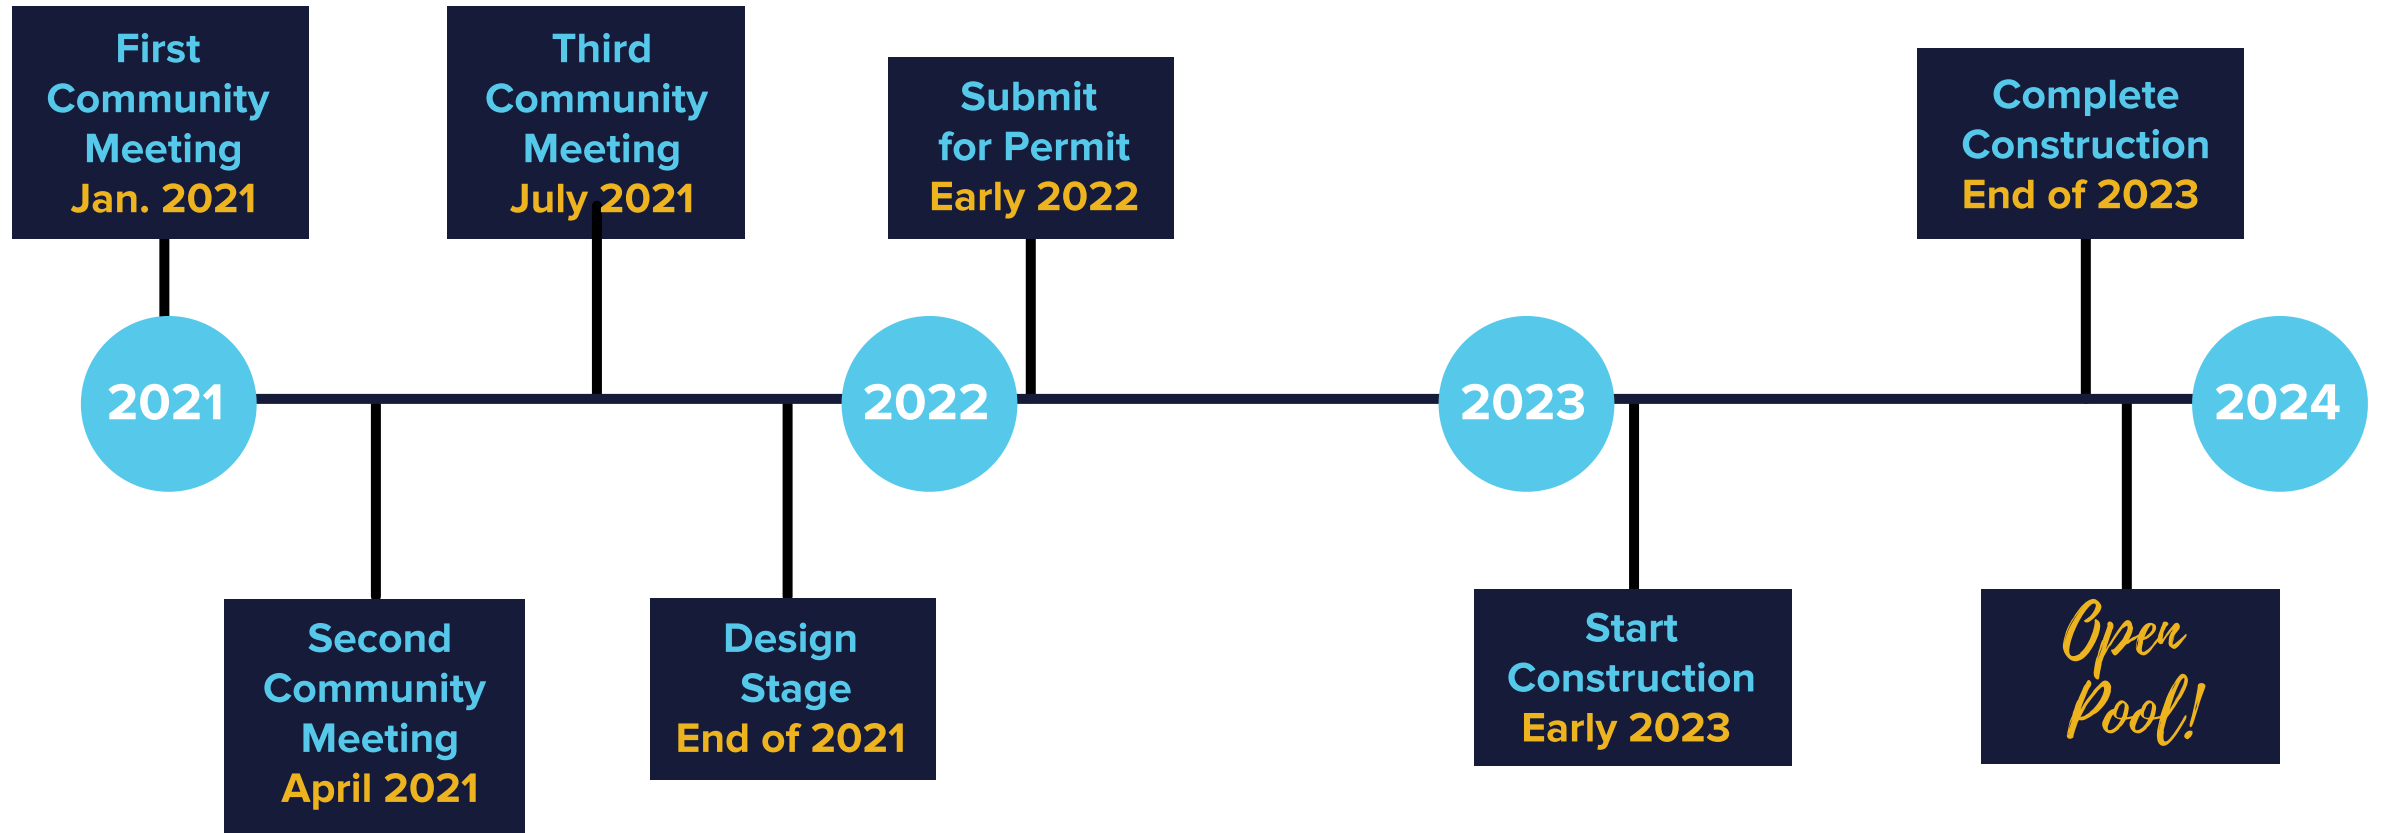 First
Community
Meeting
Jan. 2021
Third
Community
Meeting
July 2021
Submit
for Permit
Early 2022
Complete
Construction
End of 2023
2021
2022
2023
2024
Second
Community
Meeting
April 2021
Design
Stage
End of 2021
Start
Construction
Early 2023
Open
Pool!